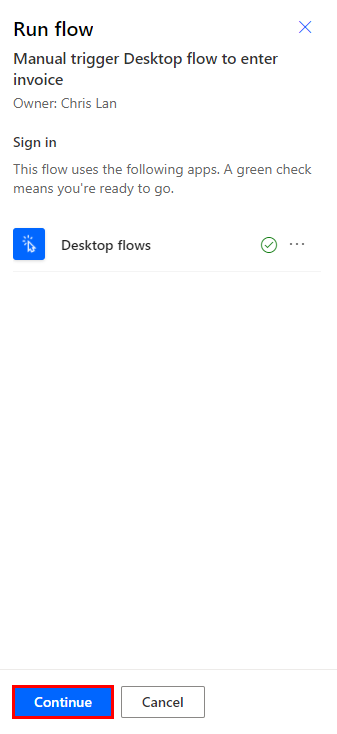 Run flow
Manual trigger Desktop flow to enter
invoice
Owner: Chris Lan
Sign in
This flow uses the following apps. A green check
means you're ready to go.
Desktop flows
Continue
Cancel